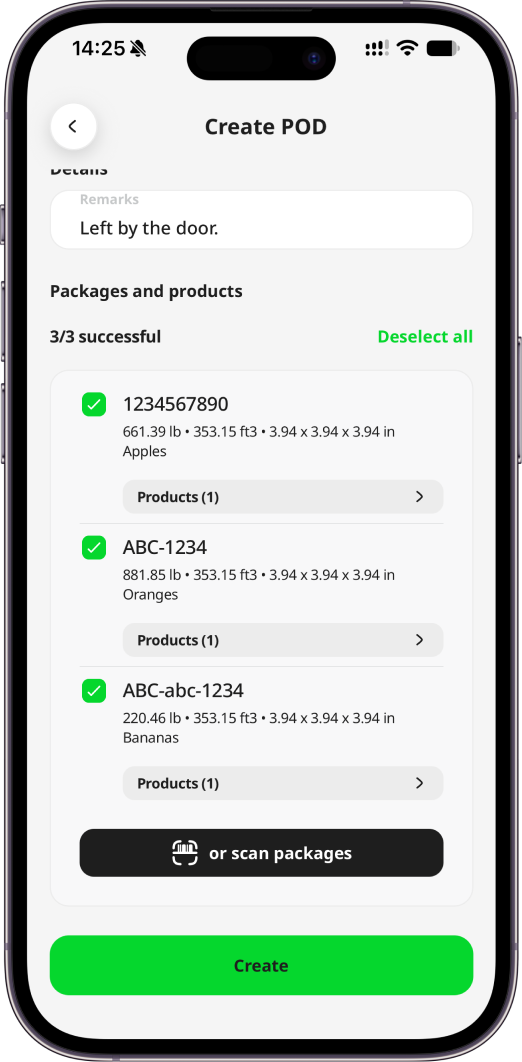 14:25
Create POD
Details
Remarks
Left by the door.
Packages and products
3/3 successful
Deselect all
1234567890
661.39 lb • 353.15 ft3 • 3.94 x 3.94 x 3.94 in
Apples
Products (1)
ABC-1234
881.85 lb • 353.15 ft3 • 3.94 x 3.94 x 3.94 in
Oranges
Products (1)
ABC-abc-1234
220.46 lb • 353.15 ft3 • 3.94 x 3.94 x 3.94 in
Bananas
Products (1)
or scan packages
Create